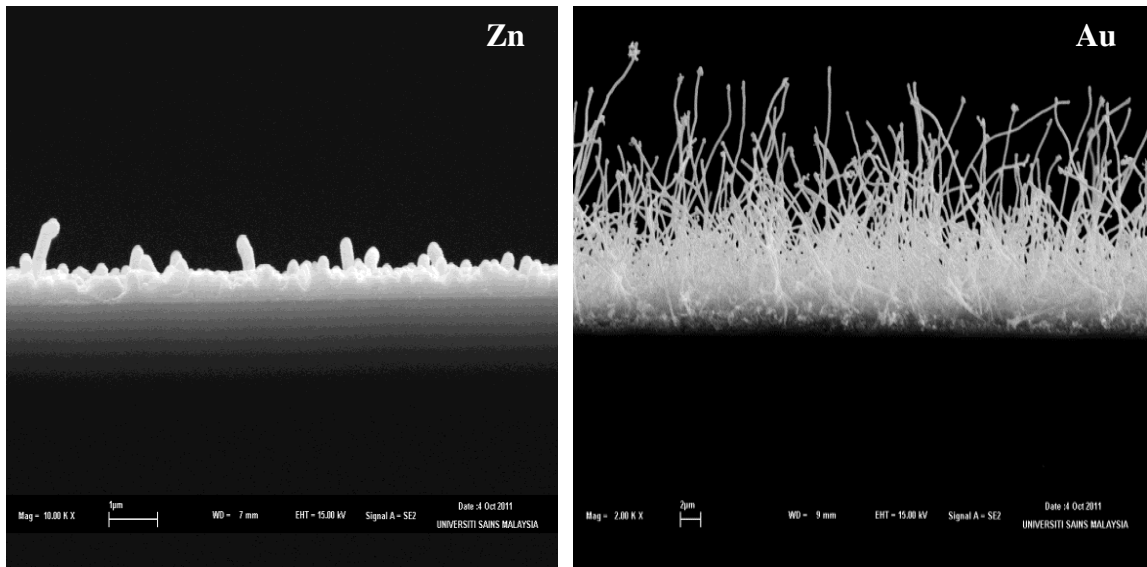 Zn
1µm
Mag = 10.00 K X WD = 7 mm EHT = 15.00 kV Signal A = SE2 Date :4 Oct 2011
UNIVERSITI SAINS MALAYSIA
Au
2µm
Mag = 2.00 K X WD = 9 mm EHT = 15.00 kV Signal A = SE2 Date :4 Oct 2011
UNIVERSITI SAINS MALAYSIA